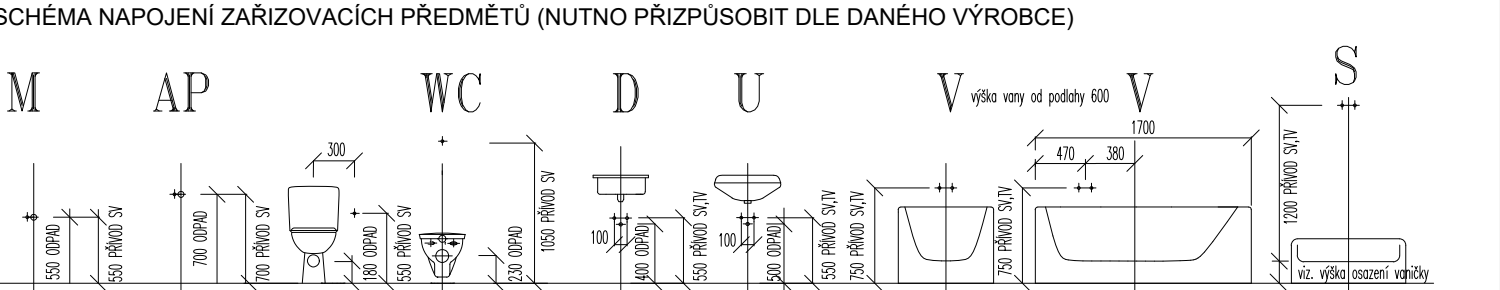 SCHÉMA NAPOJENÍ ZAŘIZOVACÍCH PŘEDMĚTŮ (NUTNO PŘIZPŮSOBIT DLE DANÉHO VÝROBCE)
M
AP
WC
D
U
V
výška vany od podlahy 600
V
S
550 ODPAD
550 PŘÍVOD SV
700 ODPAD
700 PŘÍVOD SV
300
180 ODPAD
550 PŘÍVOD SV
230 ODPAD
1050 PŘÍVOD SV
100
400 ODPAD
550 PŘÍVOD SV,TV
100
500 ODPAD
550 PŘÍVOD SV,TV
750 PŘÍVOD SV,TV
750 PŘÍVOD SV,TV
1700
470
380
1200 PŘÍVOD SV,TV
viz. výška osazení vaničky